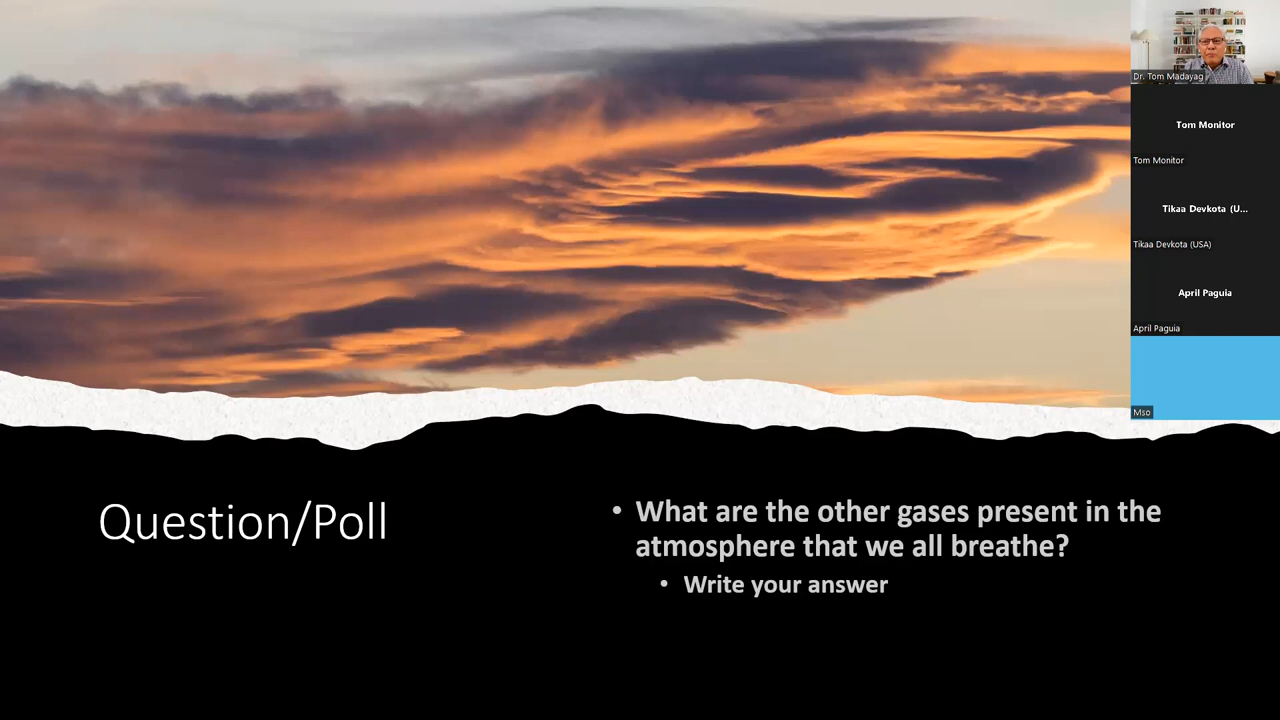 Dr. Tom Madayag
Tom Monitor
Tom Monitor
Tikaa Devkota (U...
Tikaa Devkota (USA)
April Paguia
April Paguia
Mso
Question/Poll
• What are the other gases present in the
atmosphere that we all breathe?
• Write your answer